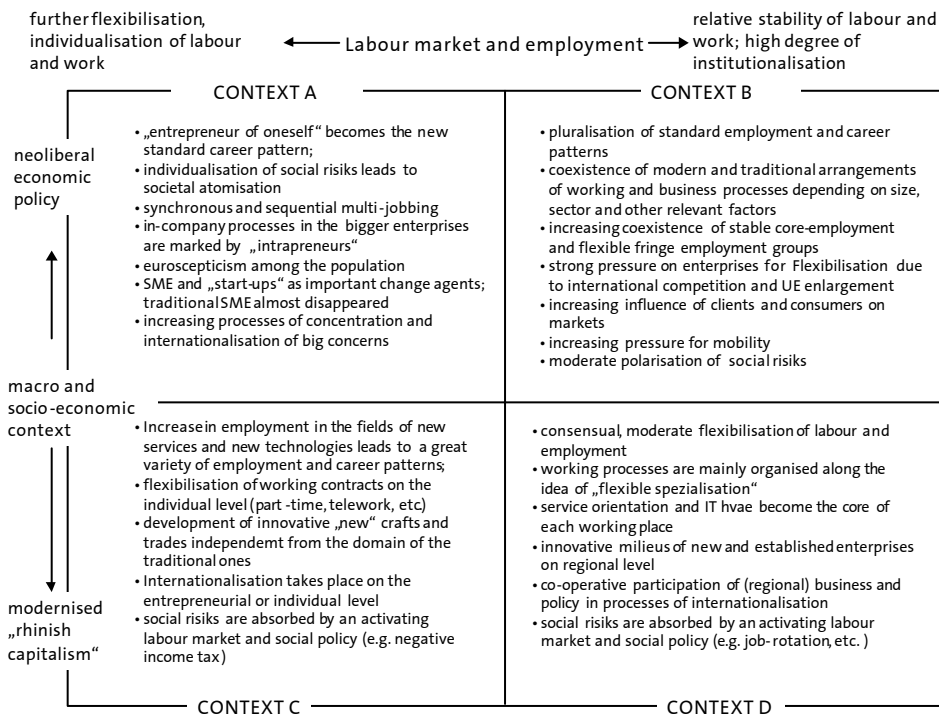 further flexibilisation,
individualisation of labour
and work
Labour market and employment
relative stability of labour and
work; high degree of
institutionalisation
CONTEXT A
CONTEXT B
neoliberal
economic
policy
• „entrepreneur of oneself“ becomes the new
standard career pattern;
• individualisation of social risks leads to
societal atomisation
• synchronous and sequential multi-jobbing
• in-company processes in the bigger enterprises
are marked by „intrapreneurs“
• euroscepticism among the population
• SME and „start-ups“ as important change agents;
traditional SME almost disappeared
• increasing processes of concentration and
internationalisation of big concerns
• pluralisation of standard employment and career
patterns
• coexistence of modern and traditional arrangements
of working and business processes depending on size,
sector and other relevant factors
• increasing coexistence of stable core-employment
and flexible fringe employment groups
• strong pressure on enterprises for Flexibilisation due
to international competition and UE enlargement
• increasing influence of clients and consumers on
markets
• increasing pressure for mobility
• moderate polarisation of social risks
macro and
socio-economic
context
• Increase in employment in the fields of new
services and new technologies leads to a great
variety of employment and career patterns;
• flexibilisation of working contracts on the
individual level (part-time, telework, etc)
• development of innovative „new“ crafts and
trades independemt from the domain of the
traditional ones
• Internationalisation takes place on the
entrepreneurial or individual level
• social risks are absorbed by an activating
labour market and social policy (e.g. negative
income tax)
• consensual, moderate flexibilisation of labour and
employment
• working processes are mainly organised along the
idea of „flexible spezialisation“
• service orientation and IT hvae become the core of
each working place
• innovative milieus of new and established enterprises
on regional level
• co-operative participation of (regional) business and
policy in processes of internationalisation
• social risks are absorbed by an activating labour
market and social policy (e.g. job-rotation, etc. )
modernised
„rhinish
capitalism“
CONTEXT C
CONTEXT D